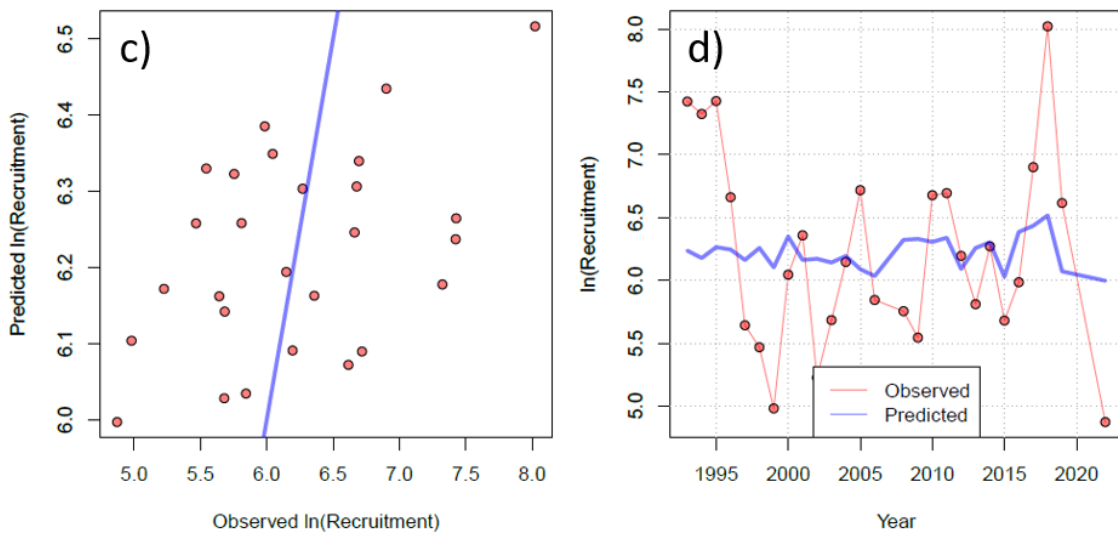 c)
Predicted ln(Recruitment)
6.0 6.1 6.2 6.3 6.4 6.5
5.0 5.5 6.0 6.5 7.0 7.5 8.0
Observed ln(Recruitment)
d)
ln(Recruitment)
5.0 5.5 6.0 6.5 7.0 7.5 8.0
Observed
Predicted
1995 2000 2005 2010 2015 2020
Year